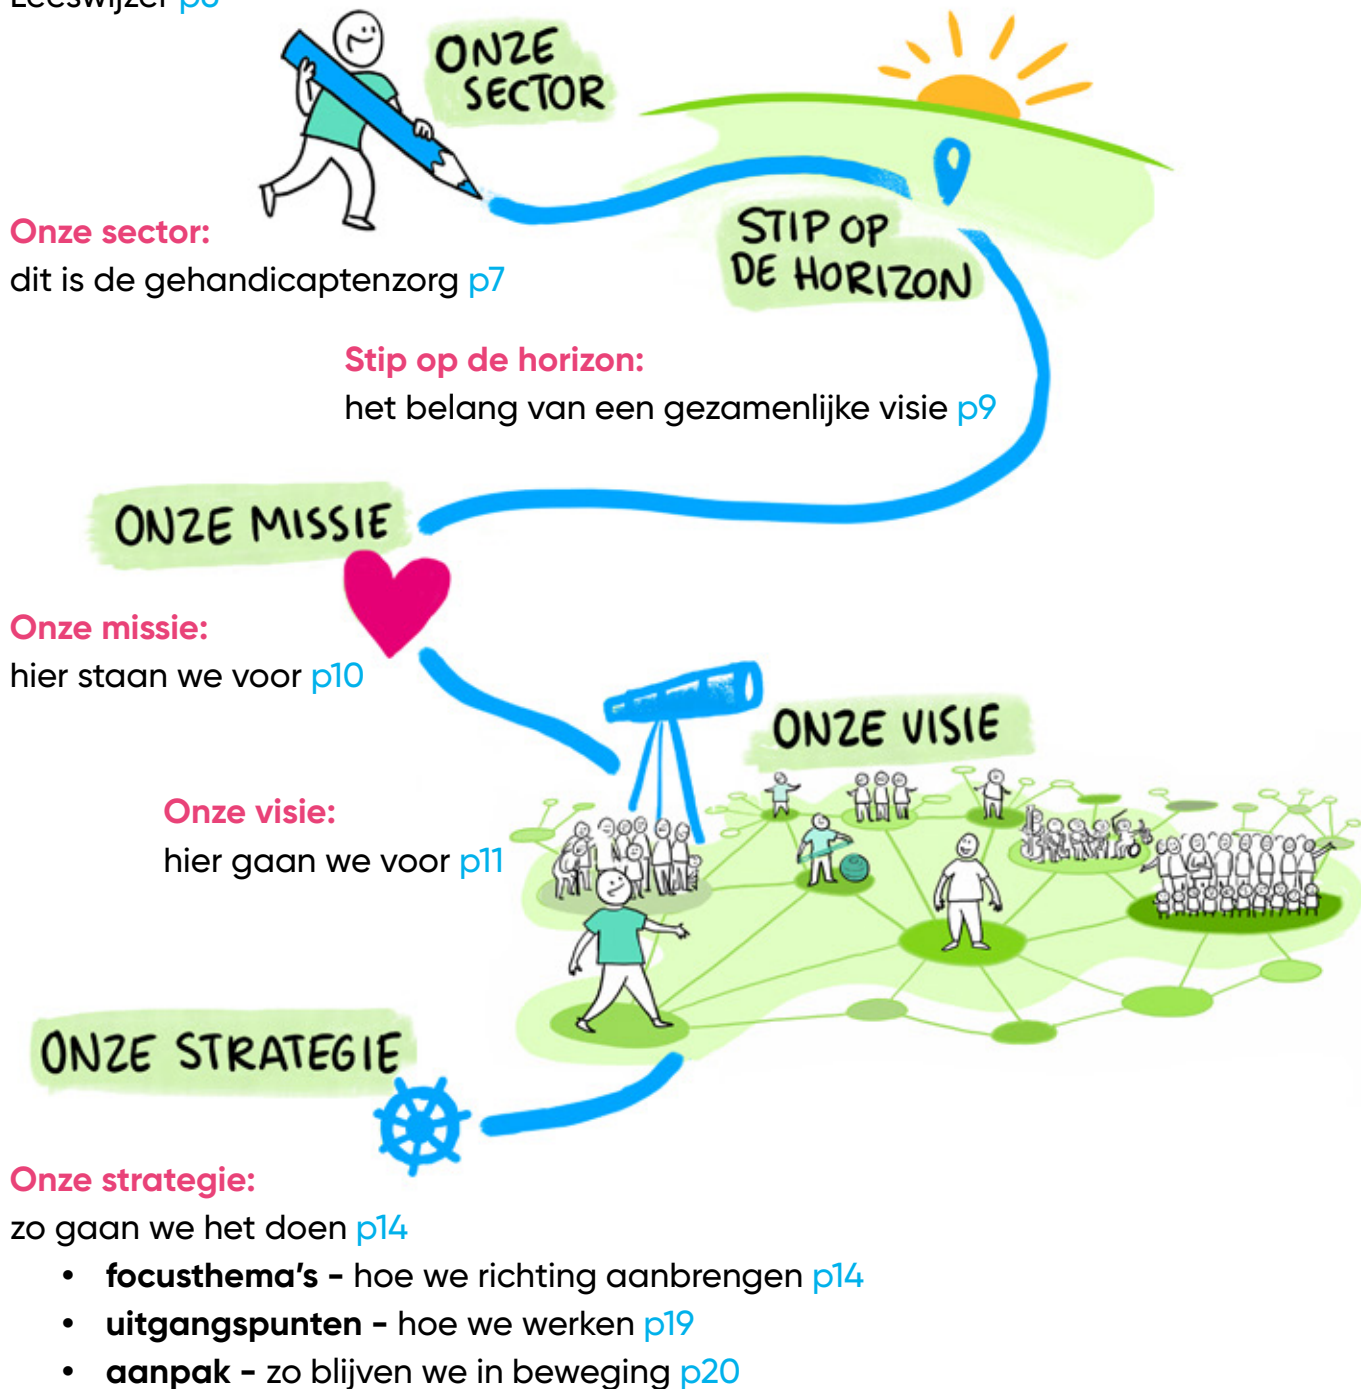 Leeswijzer
ONZE
SECTOR
Onze sector:
dit is de gehandicaptenzorg p7
STIP OP
DE HORIZON
Stip op de horizon:
het belang van een gezamenlijke visie p9
ONZE MISSIE
Onze missie:
hier staan we voor p10
ONZE VISIE
Onze visie:
hier gaan we voor p11
ONZE STRATEGIE
Onze strategie:
zo gaan we het doen p14
• focusthema's - hoe we richting aanbrengen p14
• uitgangspunten - hoe we werken p19
• aanpak - zo blijven we in beweging p20